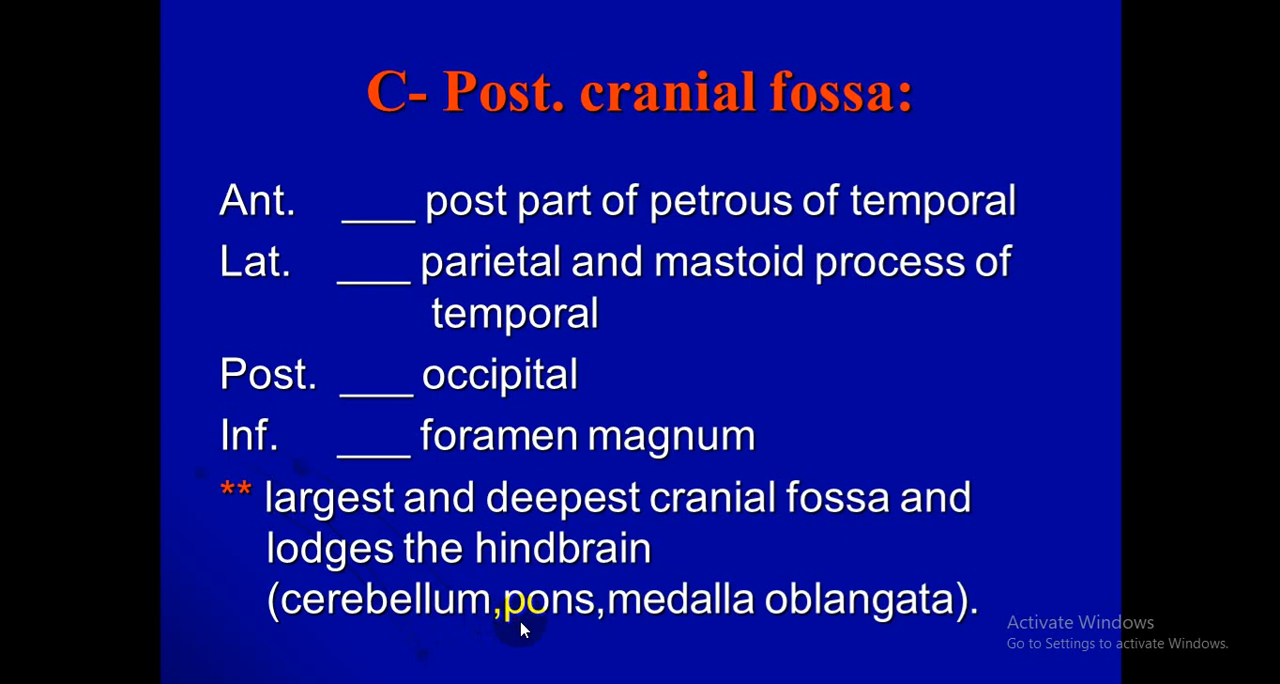 C- Post. cranial fossa:
Ant. ___ post part of petrous of temporal
Lat. ___ parietal and mastoid process of
temporal
Post. ___ occipital
Inf. ___ foramen magnum
** largest and deepest cranial fossa and
lodges the hindbrain
(cerebellum,pons,medalla oblangata).
Activate Windows
Go to Settings to activate Windows.